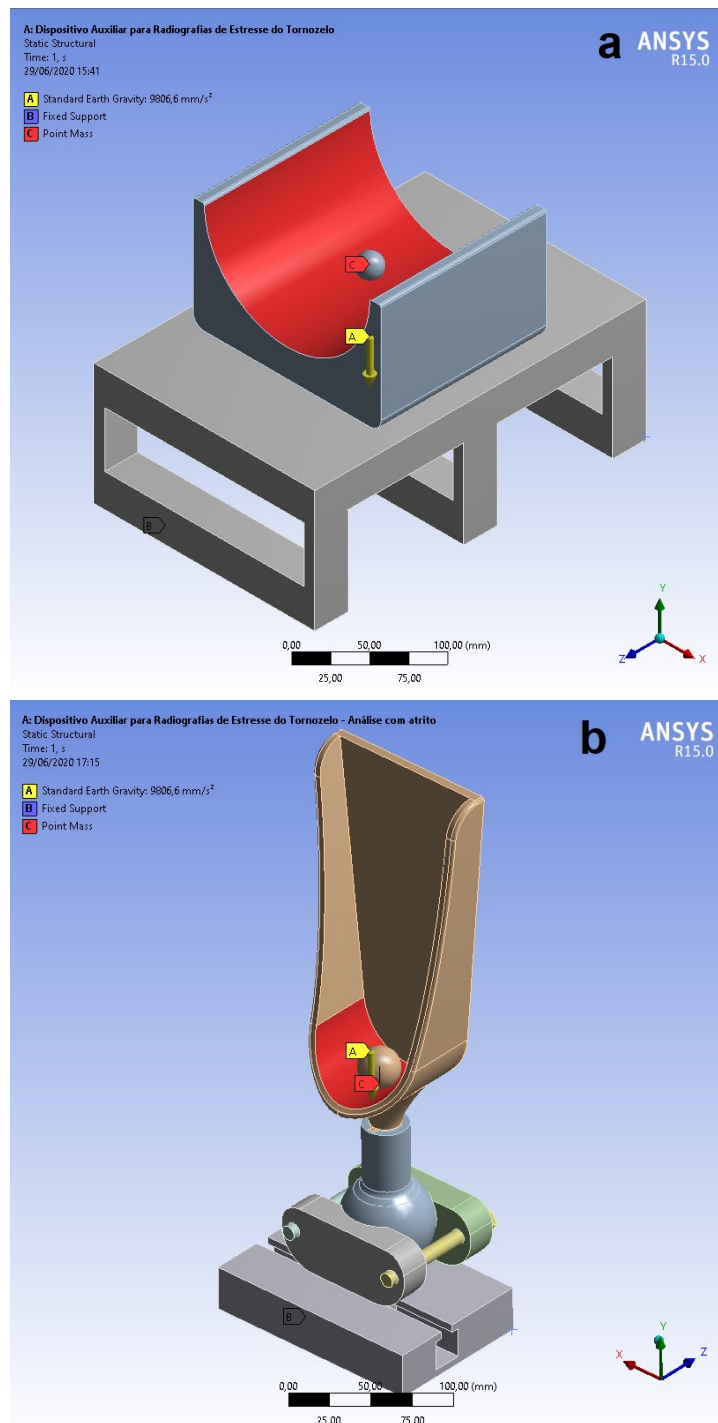 A: Dispositivo Auxiliar para Radiografias de Estresse do Tornozelo
Static Structural
Time: 1, s
29/06/2020 15:41
A Standard Earth Gravity: 9806,6 mm/s²
B Fixed Support
C Point Mass
a
ANSYS
R15.0
C
A
B
0,00 50,00 100,00 (mm)
25,00 75,00
Y
Z X
A: Dispositivo Auxiliar para Radiografias de Estresse do Tornozelo - Análise com atrito
Static Structural
Time: 1, s
29/06/2020 17:15
A Standard Earth Gravity: 9806,6 mm/s²
B Fixed Support
C Point Mass
b
ANSYS
R15.0
A
C
B
0,00 50,00 100,00 (mm)
25,00 75,00
Y
X Z